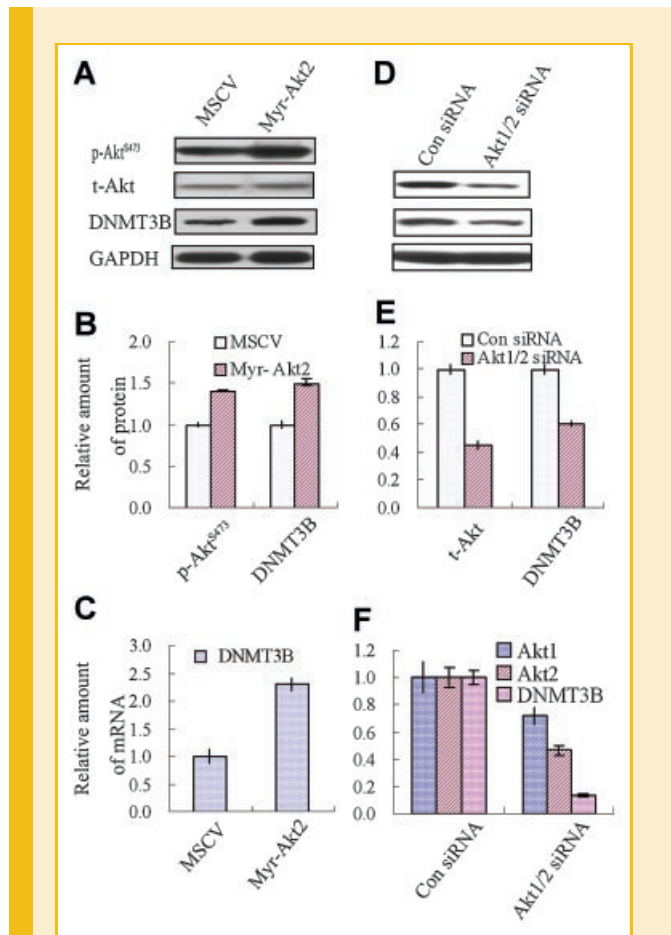 A
MSCV
Myr-Akt2
p-Akt^S473
t-Akt
DNMT3B
GAPDH
D
Con siRNA
Akt1/2 siRNA
B
Relative amount
of protein
2.0
1.5
1.0
0.5
0.0
MSCV
Myr- Akt2
p-Akt^S473
DNMT3B
E
1.2
1.0
0.8
0.6
0.4
0.2
0.0
Con siRNA
Akt1/2 siRNA
t-Akt
DNMT3B
C
Relative amount
of mRNA
3.0
2.5
2.0
1.5
1.0
0.5
0.0
DNMT3B
MSCV
Myr-Akt2
F
1.2
1.0
0.8
0.6
0.4
0.2
0.0
Akt1
Akt2
DNMT3B
Con siRNA
Akt1/2 siRNA